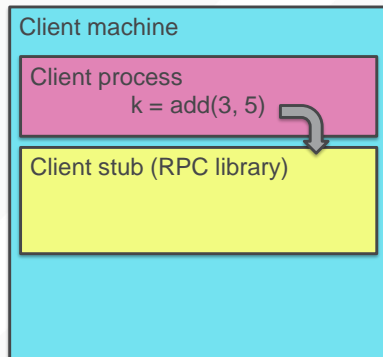 Client machine
Client process
k = add(3, 5)
Client stub (RPC library)